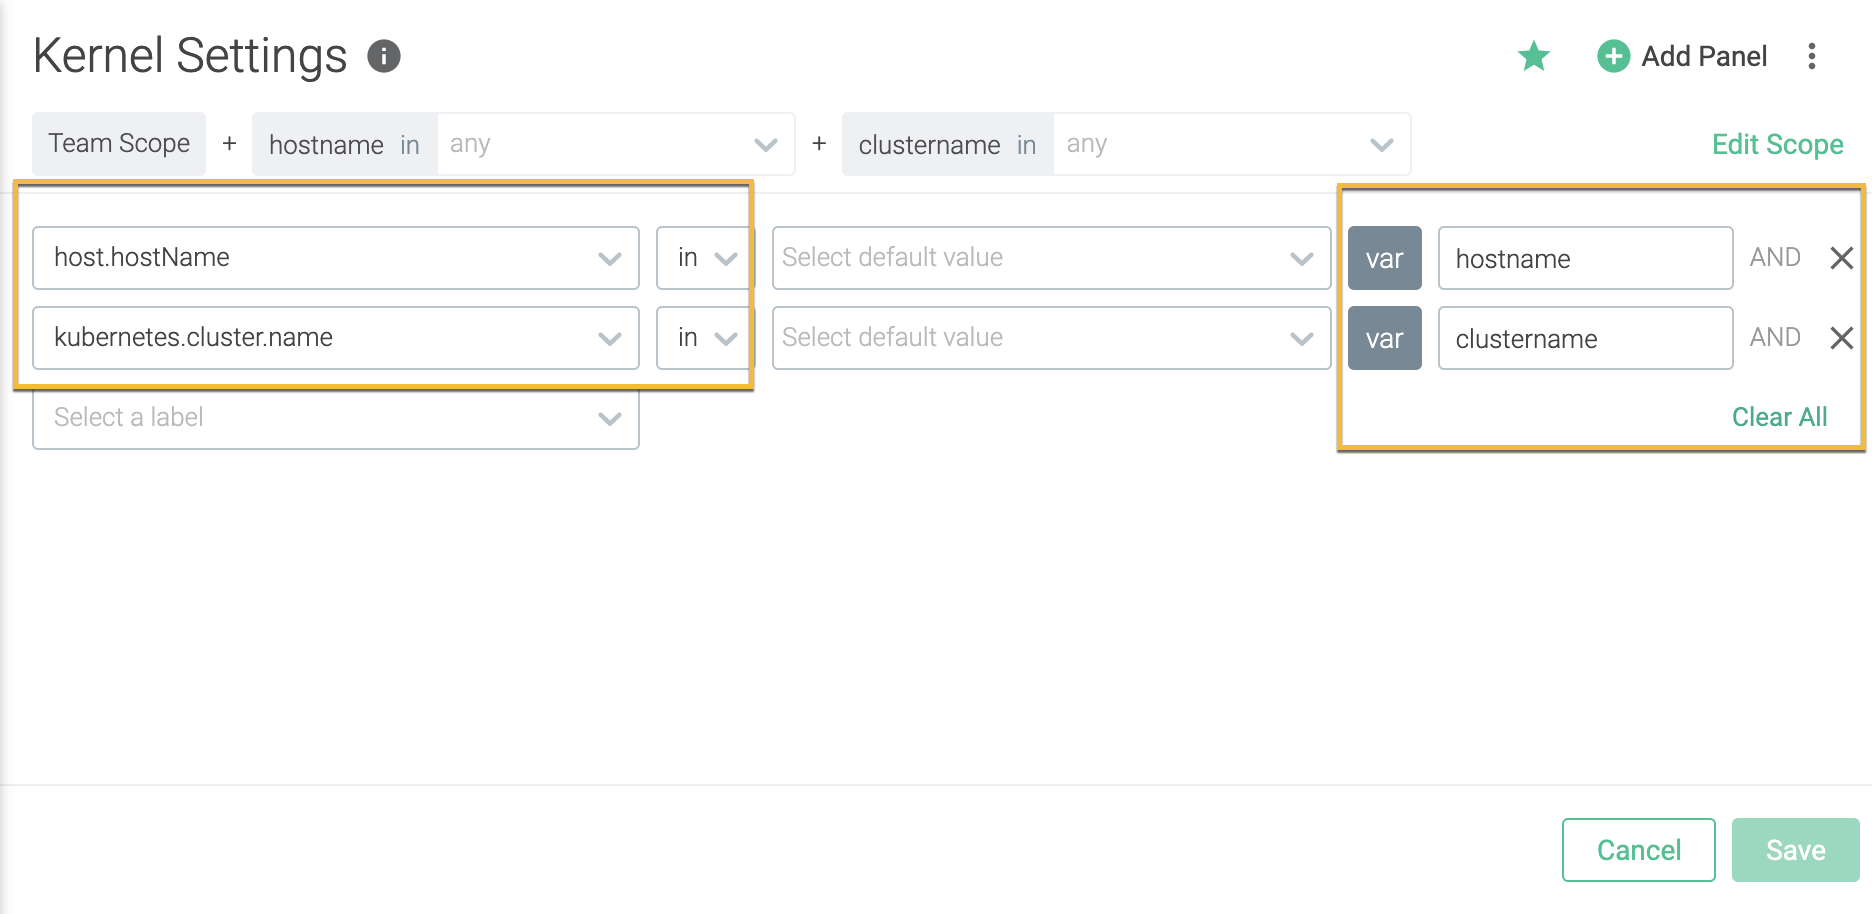 Kernel Settings i Add Panel
Team Scope + hostname in any + clustername in any Edit Scope
host.hostName in Select default value var hostname AND
kubernetes.cluster.name in Select default value var clustername AND
Select a label Clear All
Cancel Save